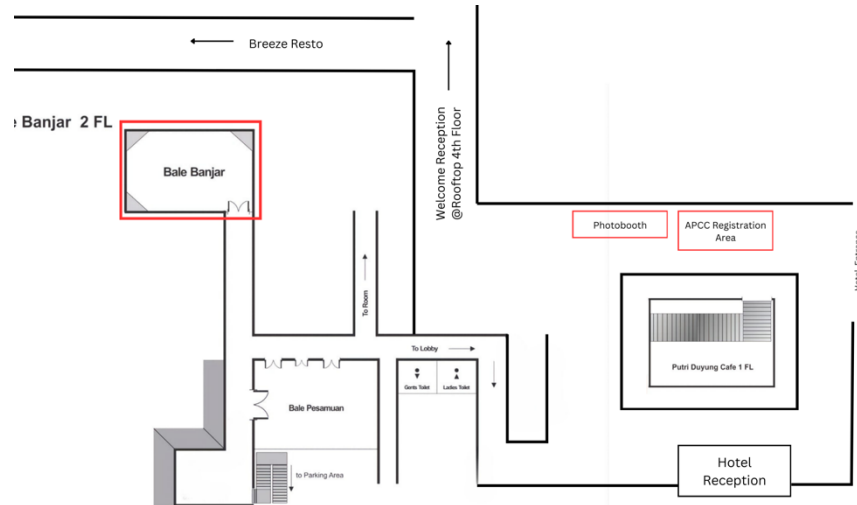 Breeze Resto
Welcome Reception
@Rooftop 4th Floor
Banjar 2 FL
Bale Banjar
Photobooth
APCC Registration
Area
To Room
To Lobby
Gents Toilet
Ladies Toilet
Putri Duyung Cafe 1 FL
Bale Pesamuan
to Parking Area
Hotel
Reception